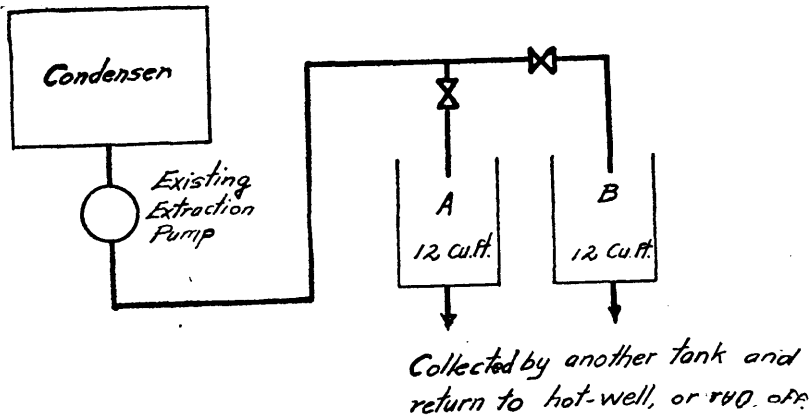 Condensen
Existing
Extraction
Pump
A
12 Cu.Ft.
B
12 Cu.Ft.
Collected by another tank and
return to hot-well, or off.